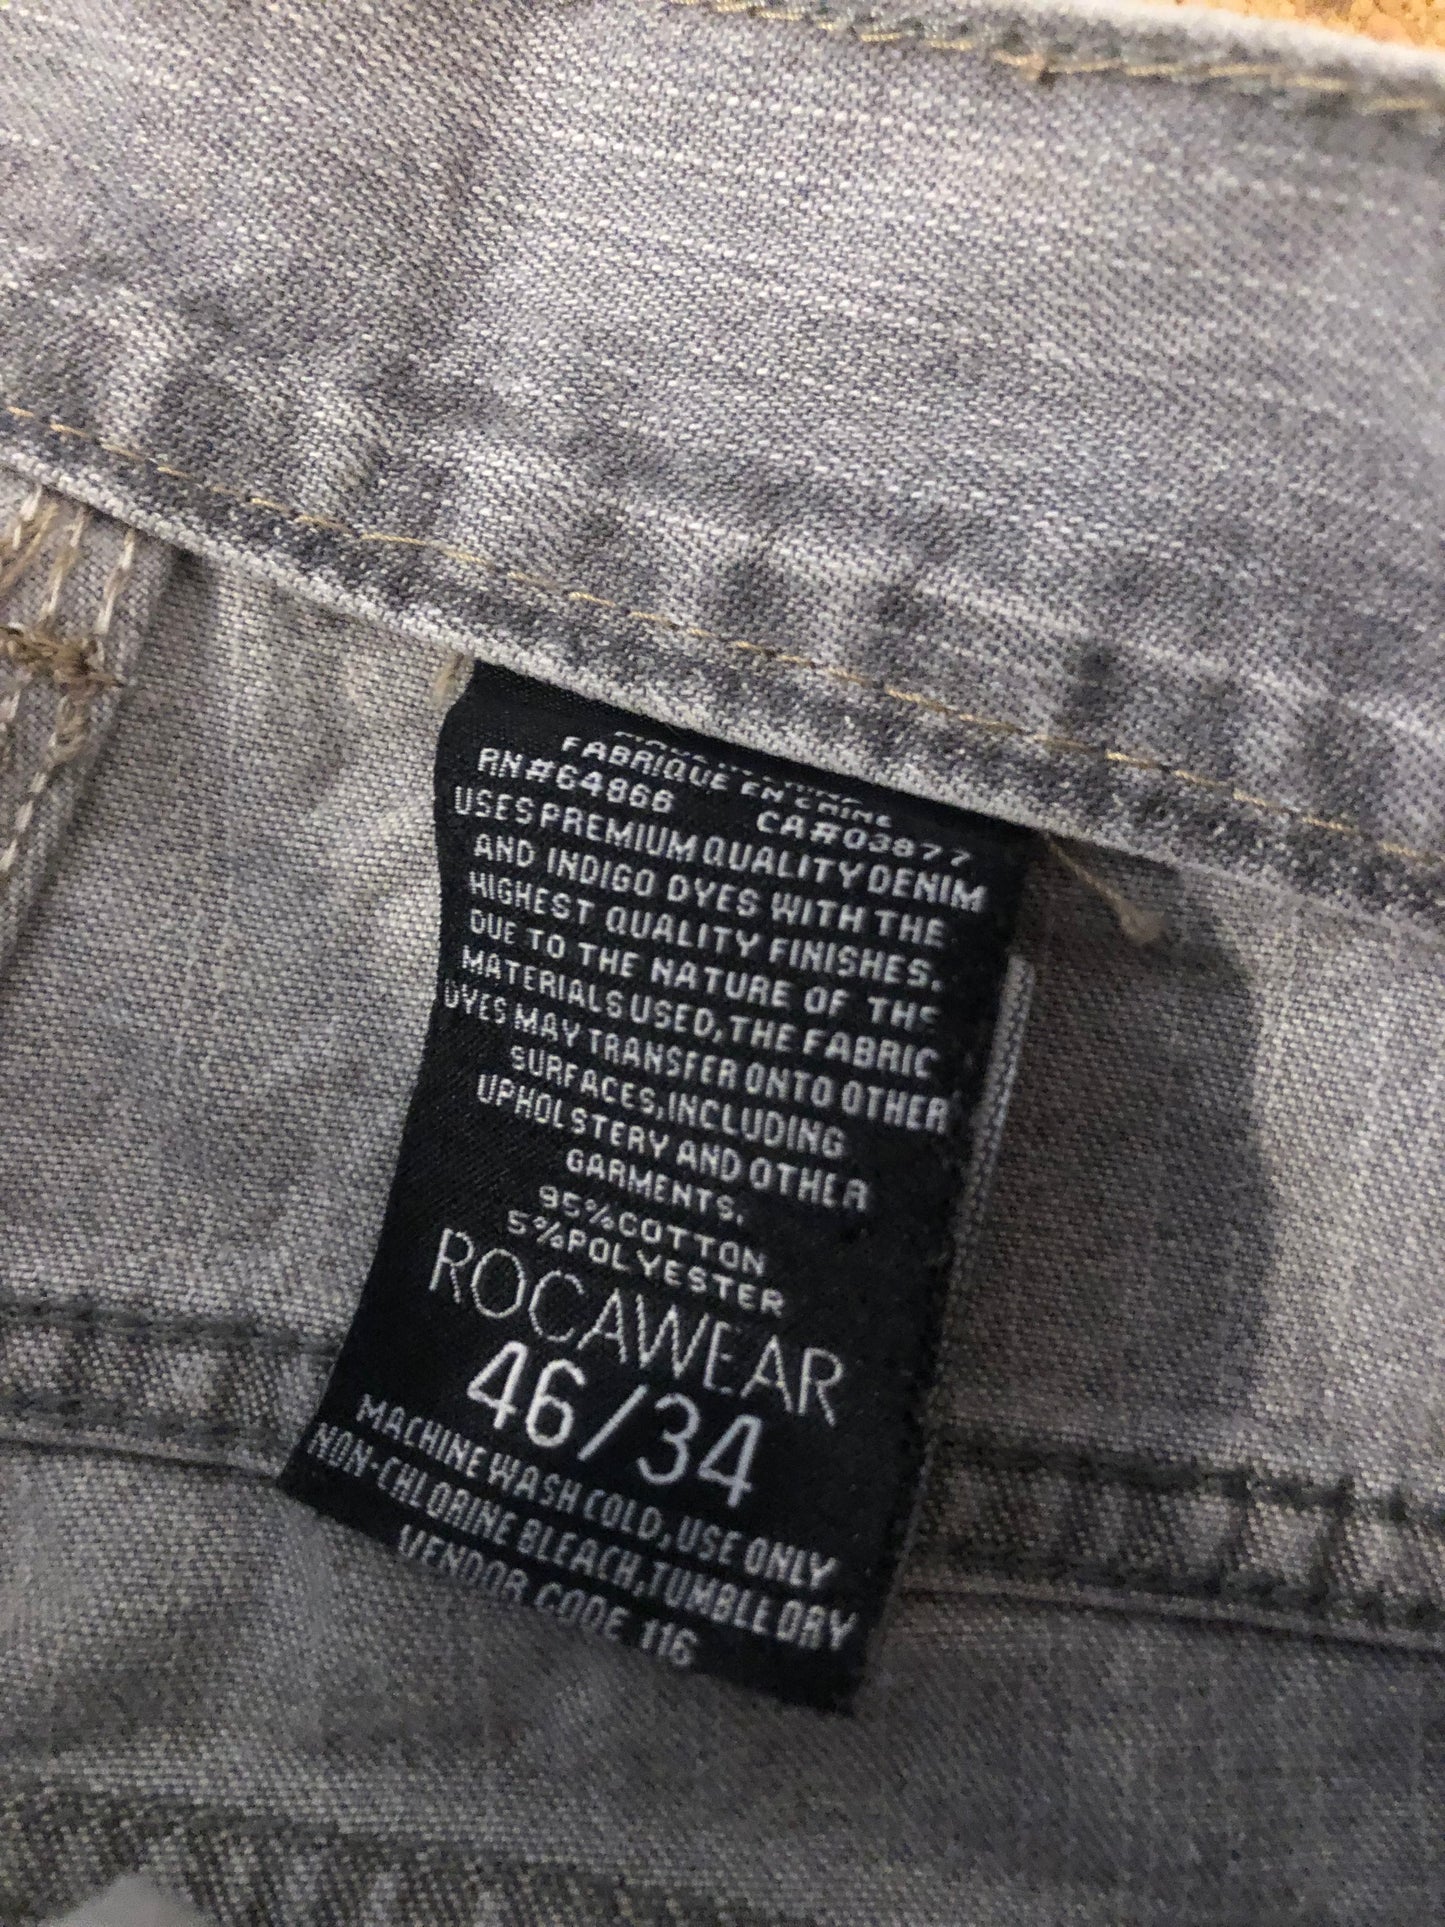 FABRIQUE EN CHINE
RN#64866 CA#03877
USES PREMIUM QUALITY DENIM
AND INDIGO DYES WITH THE
HIGHEST QUALITY FINISHES.
DUE TO THE NATURE OF THE
MATERIALS USED, THE FABRIC
DYES MAY TRANSFER ONTO OTHER
SURFACES, INCLUDING
UPHOLSTERY AND OTHER
GARMENTS.
95%COTTON
5%POLYESTER
ROCAWEAR
46/34
MACHINE WASH COLD, USE ONLY
NON-CHLORINE BLEACH, TUMBLE DRY
VENDOR CODE 116